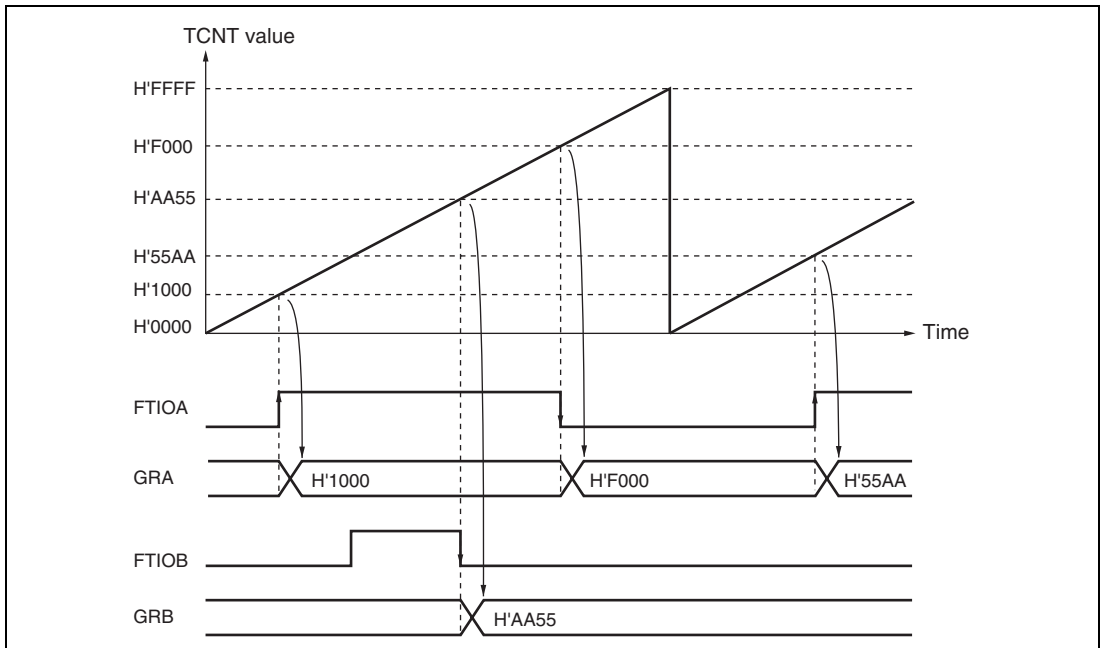 TCNT value
H'FFFF
H'F000
H'AA55
H'55AA
H'1000
H'0000
Time
FTIOA
GRA
H'1000
H'F000
H'55AA
FTIOB
GRB
H'AA55